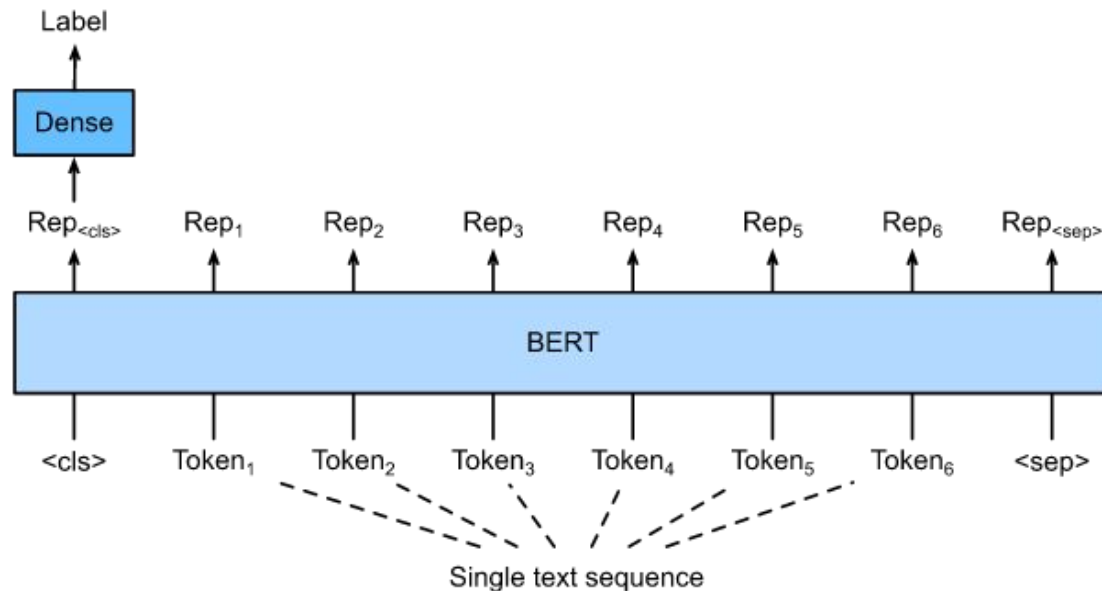 Label
Dense
Rep<cls> Rep1 Rep2 Rep3 Rep4 Rep5 Rep6 Rep<sep>
BERT
<cls> Token1 Token2 Token3 Token4 Token5 Token6 <sep>
Single text sequence